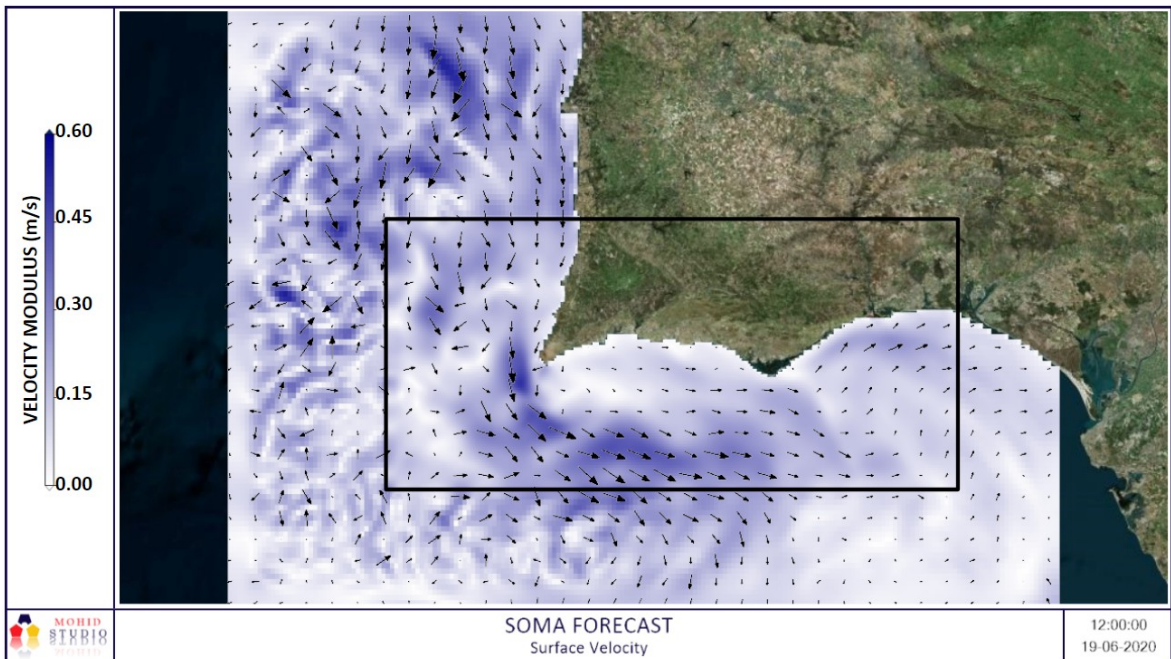 VELOCITY MODULUS (m/s)
0.60
0.45
0.30
0.15
0.00
MOHID
STUDIO
SOMA FORECAST
Surface Velocity
12:00:00
19-06-2020